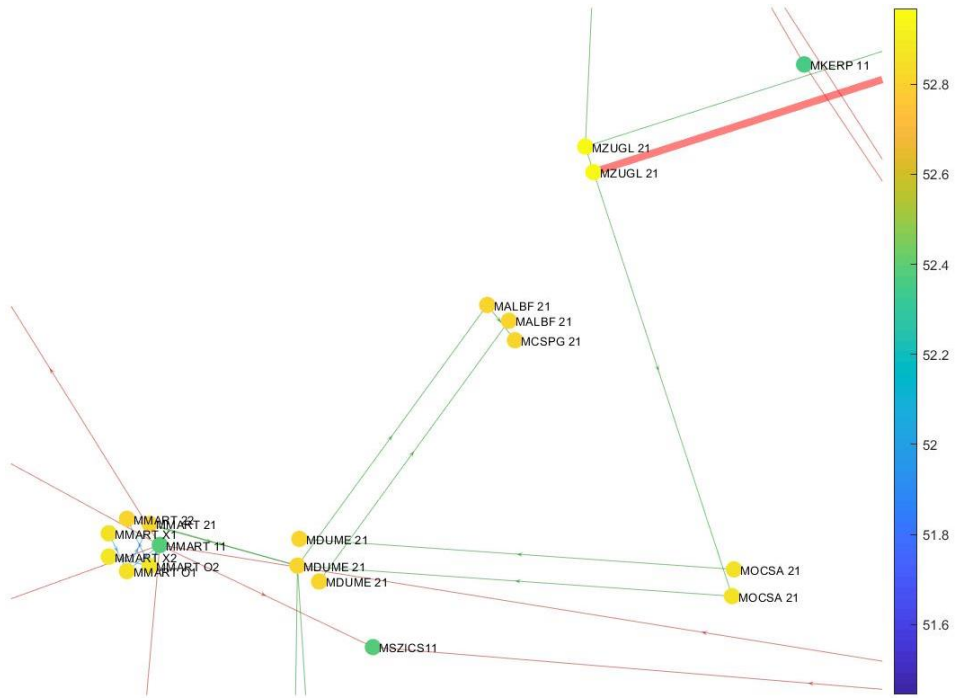 MKERP 11
52.8
MZUGL 21
MZUGL 21
52.6
52.4
MALBF 21
MALBF 21
MCSPG 21
52.2
52
MMART 22
MMART 21
MMART X1
MMART 11
MMART X2
MMART O2
MMART O1
MDUME 21
MDUME 21
MDUME 21
MOCSA 21
MOCSA 21
51.8
MSZICS11
51.6